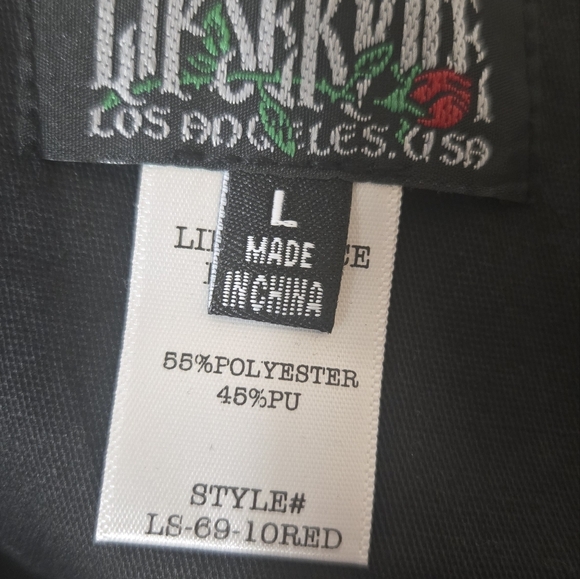 LOS ANGELES. USA
L
MADE
IN CHINA
55%POLYESTER
45%PU
STYLE#
LS-69-10RED